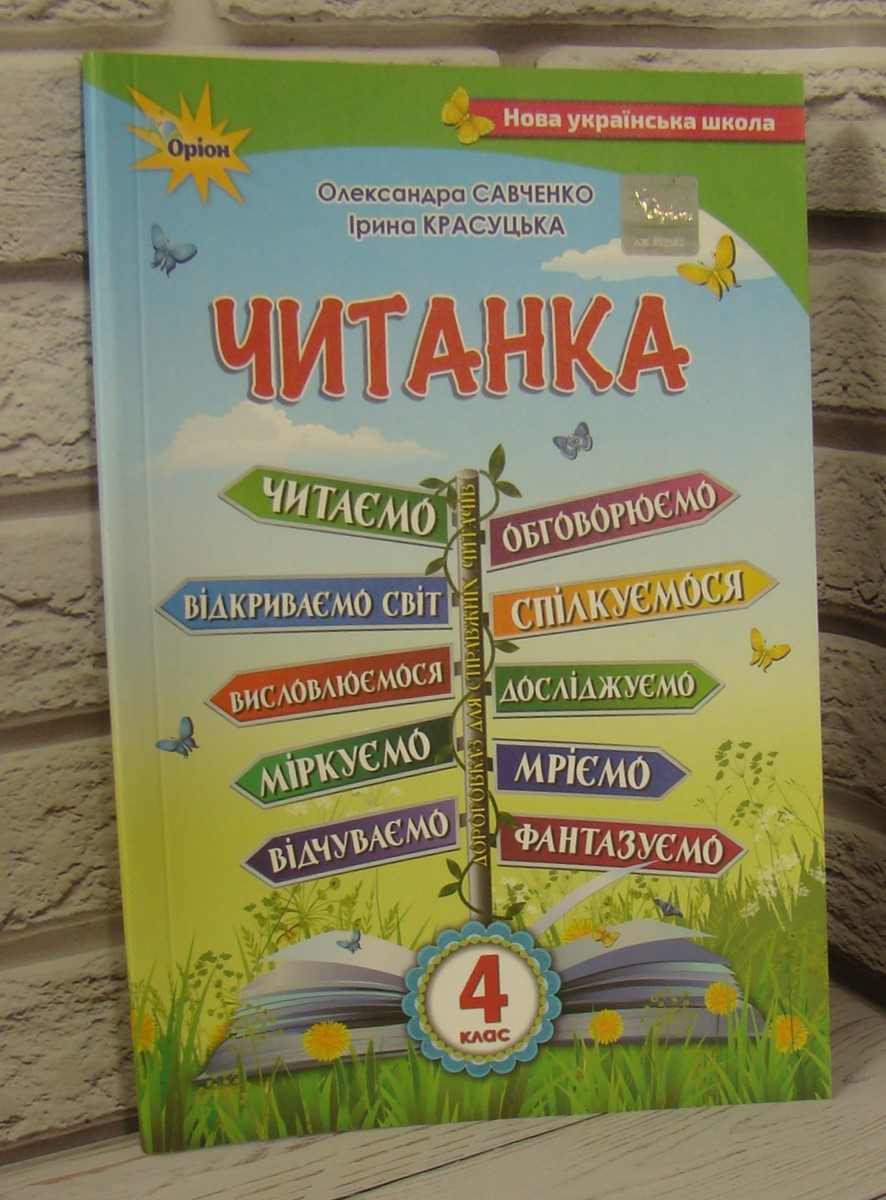 Оріон
Нова українська школа
Олександра САВЧЕНКО
Ірина КРАСУЦЬКА
ЧИТАНКА
ЧИТАЄМО
ОБГОВОРЮЄМО
ВІДКРИВАЄМО СВІТ
СПІЛКУЄМОСЯ
ВИСЛОВЛЮЄМОСЯ
ДОСЛІДЖУЄМО
МІРКУЄМО
МРІЄМО
ВІДЧУВАЄМО
ФАНТАЗУЄМО
ДОРОГОВКАЗ ДЛЯ СПРАВЖНІХ ЧИТАЧІВ
4
клас